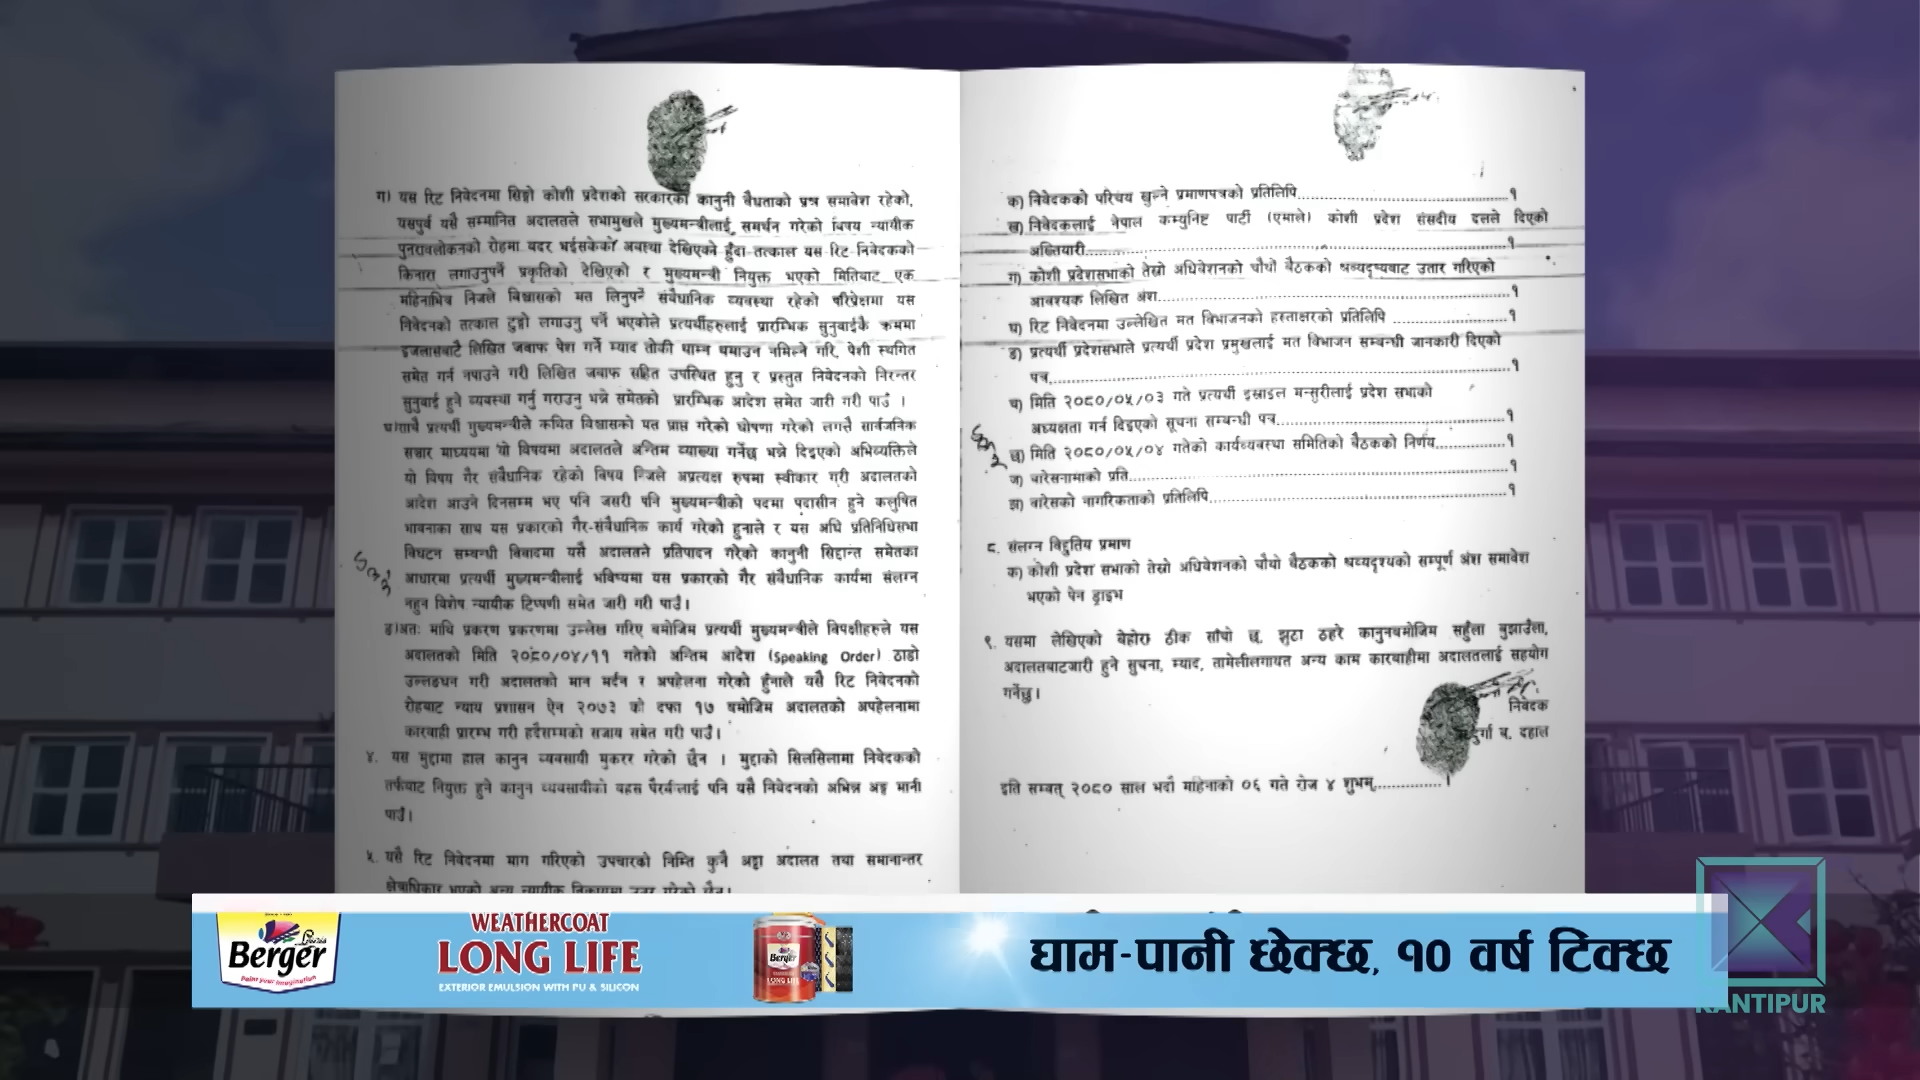 ग) यस रिट निवेदनमा सिङ्गो कोशी प्रदेशको सरकारको कानुनी बैधताको प्रश्न समावेश रहेको,
यसपुर्व यसै सम्मानित अदालतले सभामुखले मुख्यमन्त्रीलाई समर्थन गरेको बिषय न्यायीक
पुनरावलोकनको रोहमा बदर भईसकेको अवस्था देखिएको हुँदा तत्काल यस रिट निवेदनको
किनारा लगाउनुपर्ने प्रकृतिको देखिएको र मुख्यमन्त्री नियुक्त भएको मितिबाट एक
महिनाभित्र निजले बिश्वासको मत लिनुपर्ने संबैधानिक व्यवस्था रहेको परिप्रेक्षमा यस
निवेदनको तत्काल टुङ्गो लगाउनु पर्ने भएकोले प्रत्यर्थीहरुलाई प्रारम्भिक सुनुवाईकै क्रममा
इजलासबाटै लिखित जवाफ पेश गर्ने म्याद तोकी थाम्न थमाउन नमिल्ने गरि, पेशी स्थगित
समेत गर्न नपाउने गरी लिखित जवाफ सहित उपस्थित हुनु र प्रस्तुत निवेदनको निरन्तर
सुनुवाई हुने व्यवस्था गर्नु गराउनु भन्ने समेतको प्रारम्भिक आदेश समेत जारी गरी पाउँ ।
घ) साथै प्रत्यर्थी मुख्यमन्त्रीले कथित विश्वासको मत प्राप्त गरेको घोषणा गरेको लगत्तै सार्वजनिक
सञ्चार माध्यममा यो विषयमा अदालतले अन्तिम व्याख्या गर्नेछ भन्ने दिइएको अभिव्यक्तिले
यो विषय गैर संवैधानिक रहेको विषय निजले अप्रत्यक्ष रुपमा स्वीकार गरी अदालतको
आदेश आउने दिनसम्म भए पनि जसरी पनि मुख्यमन्त्रीको पदमा पदासीन हुने कलुषित
भावनाका साथ यस प्रकारको गैर-संवैधानिक कार्य गरेको हुनाले र यस अघि प्रतिनिधिसभा
विघटन सम्बन्धी विवादमा यसै अदालतले प्रतिपादन गरेको कानुनी सिद्दान्त समेतका
आधारमा प्रत्यर्थी मुख्यमन्त्रीलाई भविष्यमा यस प्रकारको गैर संवैधानिक कार्यमा संलग्न
नहुन विशेष न्यायीक टिप्पणी समेत जारी गरी पाउँ।
ङ) अतः माथि प्रकरण प्रकरणमा उल्लेख गरिए बमोजिम प्रत्यर्थी मुख्यमन्त्रीले विपक्षीहरुले यस
अदालतको मिति २०८०/०४/११ गतेको अन्तिम आदेश (Speaking Order) ठाडो
उल्लङघन गरी अदालतको मान मर्दन र अपहेलना गरेको हुँनाले यसै रिट निवेदनको
रोहबाट न्याय प्रशासन ऐन २०७३ को दफा १७ बमोजिम अदालतको अपहेलनामा
कारबाही प्रारम्भ गरी हदैसम्मको सजाय समेत गरी पाउँ।
४. यस मुद्दामा हाल कानुन व्यवसायी मुकरर गरेको छैन । मुद्दाको सिलसिलामा निवेदकको
तर्फबाट नियुक्त हुने कानुन व्यवसायीको बहस पैरवीलाई पनि यसै निवेदनको अभिन्न अङ्ग मानी
पाउँ।
५. यसै रिट निवेदनमा माग गरिएको उपचारको निम्ति कुनै अड्डा अदालत तथा समानान्तर
क्षेत्राधिकार भएको अन्य न्यायीक निकायमा उजुर गरेको छैन।
क) निवेदकको परिचय खुल्ने प्रमाणपत्रको प्रतिलिपि..........१
ख) निवेदकलाई नेपाल कम्युनिष्ट पार्टी (एमाले) कोशी प्रदेश संसदीय दलले दिएको
अख्तियारी..........१
ग) कोशी प्रदेशसभाको तेस्रो अधिवेशनको चौथो बैठकको श्रव्यदृष्यबाट उतार गरिएको
आवश्यक लिखित अंश..........१
घ) रिट निवेदनमा उल्लेखित मत विभाजनको हस्ताक्षरको प्रतिलिपि ..........१
ङ) प्रत्यर्थी प्रदेशसभाले प्रत्यर्थी प्रदेश प्रमुखलाई मत विभाजन सम्बन्धी जानकारी दिएको
पत्र..........१
च) मिति २०८०/०५/०३ गते प्रत्यर्थी इस्राइल मन्सुरीलाई प्रदेश सभाको
अध्यक्षता गर्न दिइएको सूचना सम्बन्धी पत्र..........१
छ) मिति २०८०/०५/०४ गतेको कार्यव्यवस्था समितिको बैठकको निर्णय..........१
ज) वारेसनामाको प्रति..........१
झ) वारेसको नागरिकताको प्रतिलिपि..........१
८. संलग्न विद्दुतिय प्रमाण
क) कोशी प्रदेश सभाको तेस्रो अधिवेशनको चौथो बैठकको श्रव्यदृश्यको सम्पूर्ण अंश समावेश
भएको पेन ड्राइभ
९. यसमा लेखिएको बेहोरा ठीक साँचो छ, झुटा ठहरे कानुनबमोजिम सहुँला बुझाउँला,
अदालतबाटजारी हुने सुचना, म्याद, तामेलीलगायत अन्य काम कारबाहीमा अदालतलाई सहयोग
गर्नेछु।
निवेदक
दुर्गा ब. दहाल
इति सम्बत् २०८० साल भदौ महिनाको ०६ गते रोज ४ शुभम्..........।
Berger
Paint your imagination
WEATHERCOAT
LONG LIFE
EXTERIOR EMULSION WITH PU & SILICON
Berger
LONG LIFE
घाम-पानी छेक्छ, १० वर्ष टिक्छ
KANTIPUR